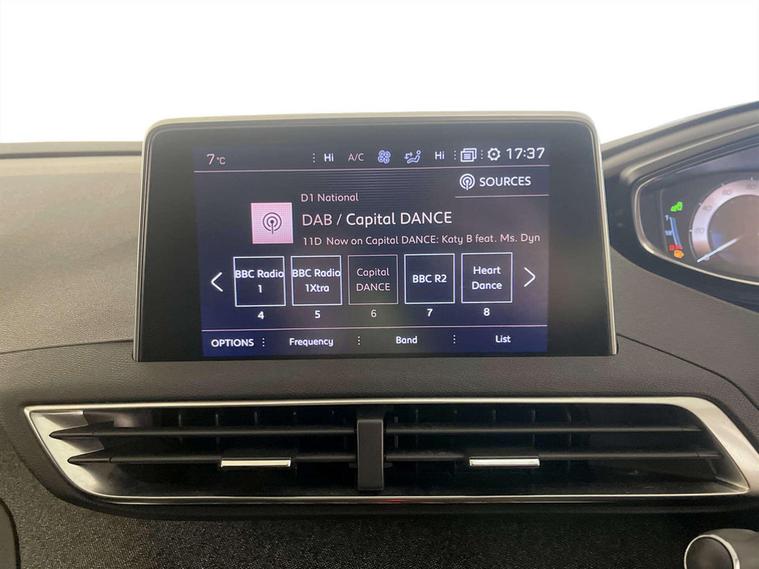 7 °C Hi A/C Hi 17:37
SOURCES
D1 National
DAB / Capital DANCE
11D Now on Capital DANCE: Katy B feat. Ms. Dyn
BBC Radio 1
BBC Radio 1Xtra
Capital DANCE
BBC R2
Heart Dance
4 5 6 7 8
OPTIONS Frequency Band List